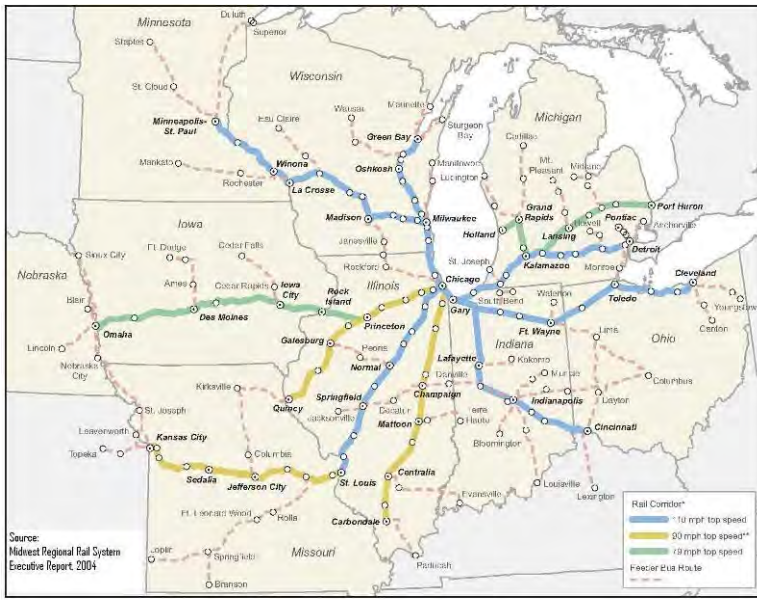 Minnesota
Duluth
Superior
Staples
St. Cloud
Minneapolis-
St. Paul
Mankato
Rochester
Winona
La Crosse
Wisconsin
Eau Claire
Wausau
Green Bay
Sturgeon
Bay
Oshkosh
Manitowoc
Madison
Milwaukee
Janesville
Rockford
Michigan
Cadillac
Mt.
Pleasant
Ludington
Grand
Rapids
Holland
Lansing
Howell
Port Huron
Pontiac
Detroit
Kalamazoo
Monroe
St. Joseph
South Bend
Iowa
Sioux City
Ft. Dodge
Cedar Falls
Ames
Cedar Rapids
Iowa
City
Rock
Island
Des Moines
Nebraska
Blair
Omaha
Lincoln
Nebraska
City
Illinois
Chicago
Gary
Princeton
Galesburg
Peoria
Normal
Quincy
Springfield
Jacksonville
Decatur
Danville
Champaign
Mattoon
Centralia
Carbondale
Indiana
Lafayette
Kokomo
Muncie
Indianapolis
Terre
Haute
Bloomington
Evansville
Louisville
Lexington
Paducah
Waterloo
Ft. Wayne
Ohio
Toledo
Cleveland
Youngstown
Canton
Lima
Columbus
Dayton
Cincinnati
Kirksville
St. Joseph
Leavenworth
Kansas City
Topeka
Sedalia
Columbia
Jefferson City
St. Louis
Ft. Leonard Wood
Rolla
Missouri
Joplin
Springfield
Branson
Source:
Midwest Regional Rail System
Executive Report, 2004
Rail Corridor*
110 mph top speed
90 mph top speed**
79 mph top speed
Feeder Bus Route